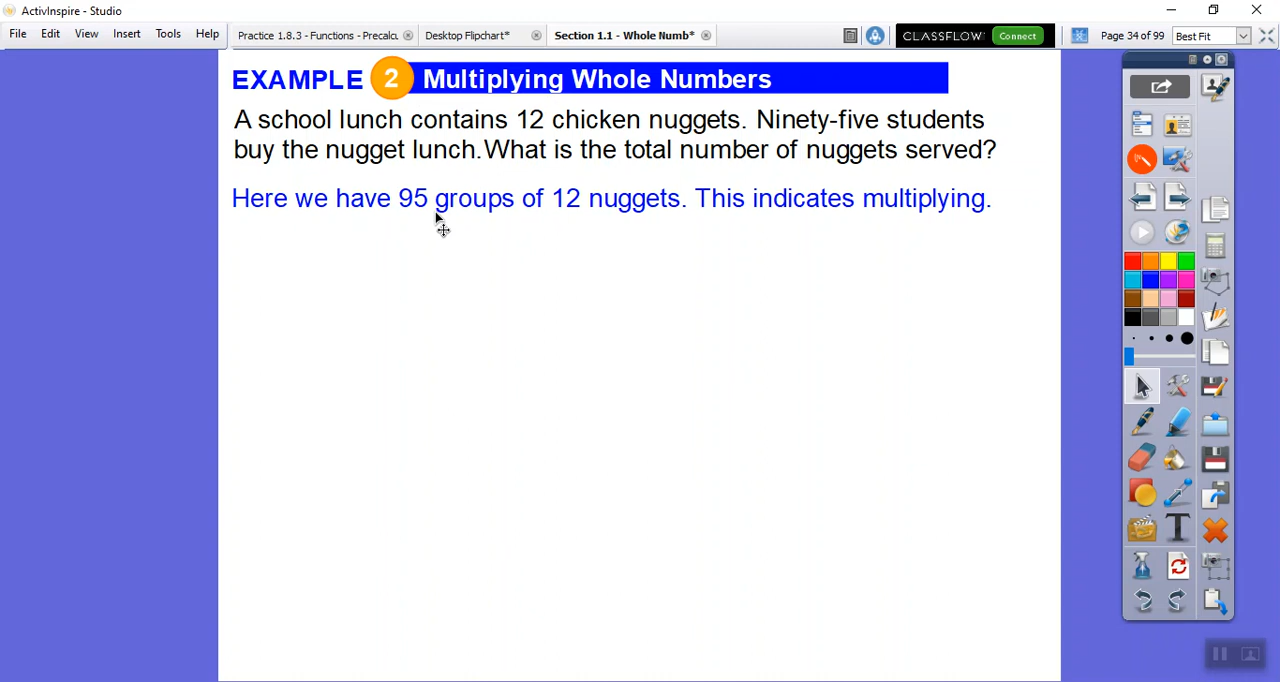 ActivInspire - Studio
File Edit View Insert Tools Help Practice 1.8.3 - Functions - Precalc Desktop Flipchart* Section 1.1 - Whole Numb* CLASSFLOW Connect Page 34 of 99 Best Fit
EXAMPLE 2 Multiplying Whole Numbers
A school lunch contains 12 chicken nuggets. Ninety-five students
buy the nugget lunch.What is the total number of nuggets served?
Here we have 95 groups of 12 nuggets. This indicates multiplying.